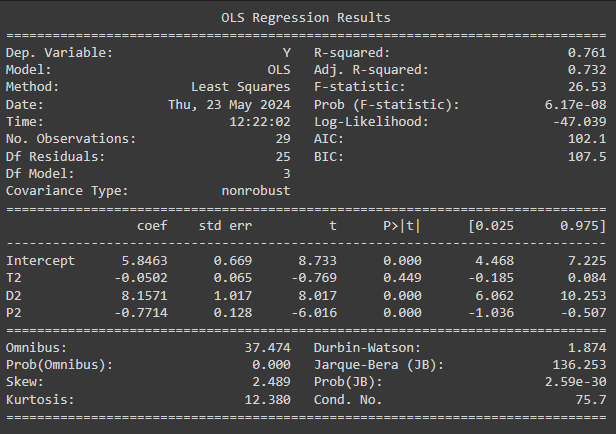 OLS Regression Results
==============================================================================
Dep. Variable: Y R-squared: 0.761
Model: OLS Adj. R-squared: 0.732
Method: Least Squares F-statistic: 26.53
Date: Thu, 23 May 2024 Prob (F-statistic): 6.17e-08
Time: 12:22:02 Log-Likelihood: -47.039
No. Observations: 29 AIC: 102.1
Df Residuals: 25 BIC: 107.5
Df Model: 3
Covariance Type: nonrobust
==============================================================================
coef std err t P>|t| [0.025 0.975]
------------------------------------------------------------------------------
Intercept 5.8463 0.669 8.733 0.000 4.468 7.225
T2 -0.0502 0.065 -0.769 0.449 -0.185 0.084
D2 8.1571 1.017 8.017 0.000 6.062 10.253
P2 -0.7714 0.128 -6.016 0.000 -1.036 -0.507
==============================================================================
Omnibus: 37.474 Durbin-Watson: 1.874
Prob(Omnibus): 0.000 Jarque-Bera (JB): 136.253
Skew: 2.489 Prob(JB): 2.59e-30
Kurtosis: 12.380 Cond. No. 75.7
==============================================================================